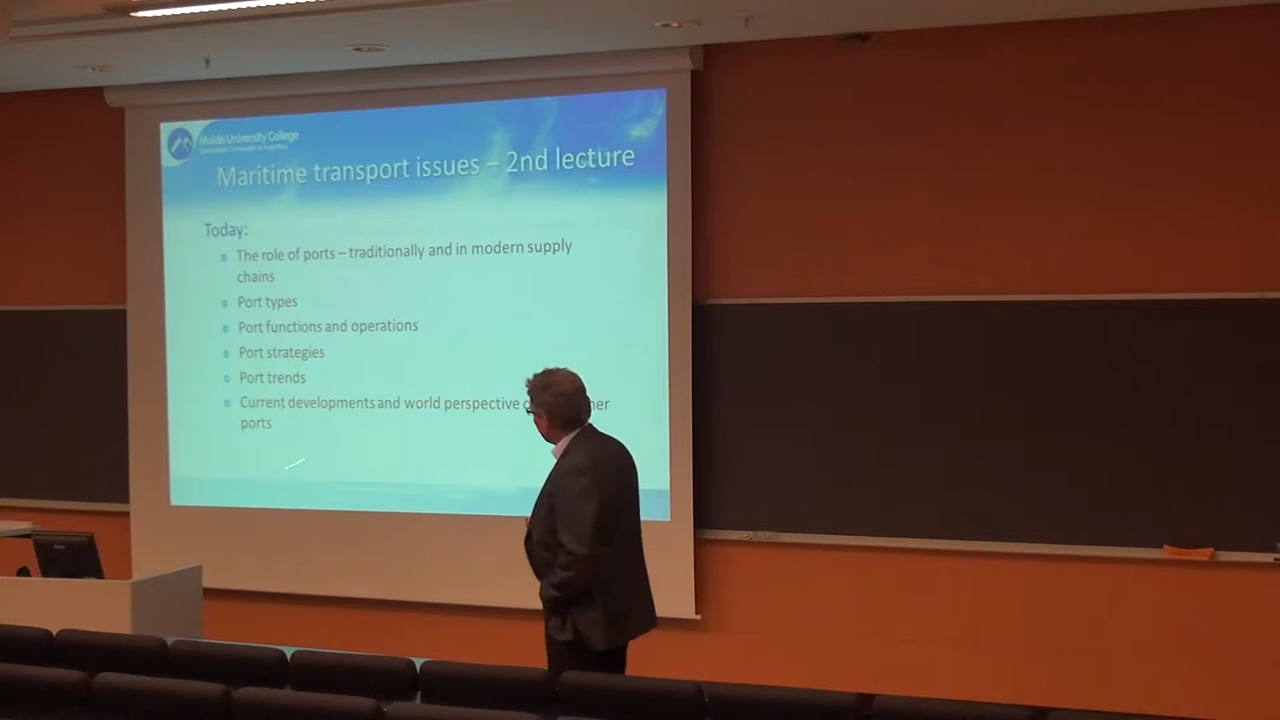 Molde University College
Maritime transport issues – 2nd lecture
Today:
The role of ports – traditionally and in modern supply
chains
Port types
Port functions and operations
Port strategies
Port trends
Current developments and world perspective
ports